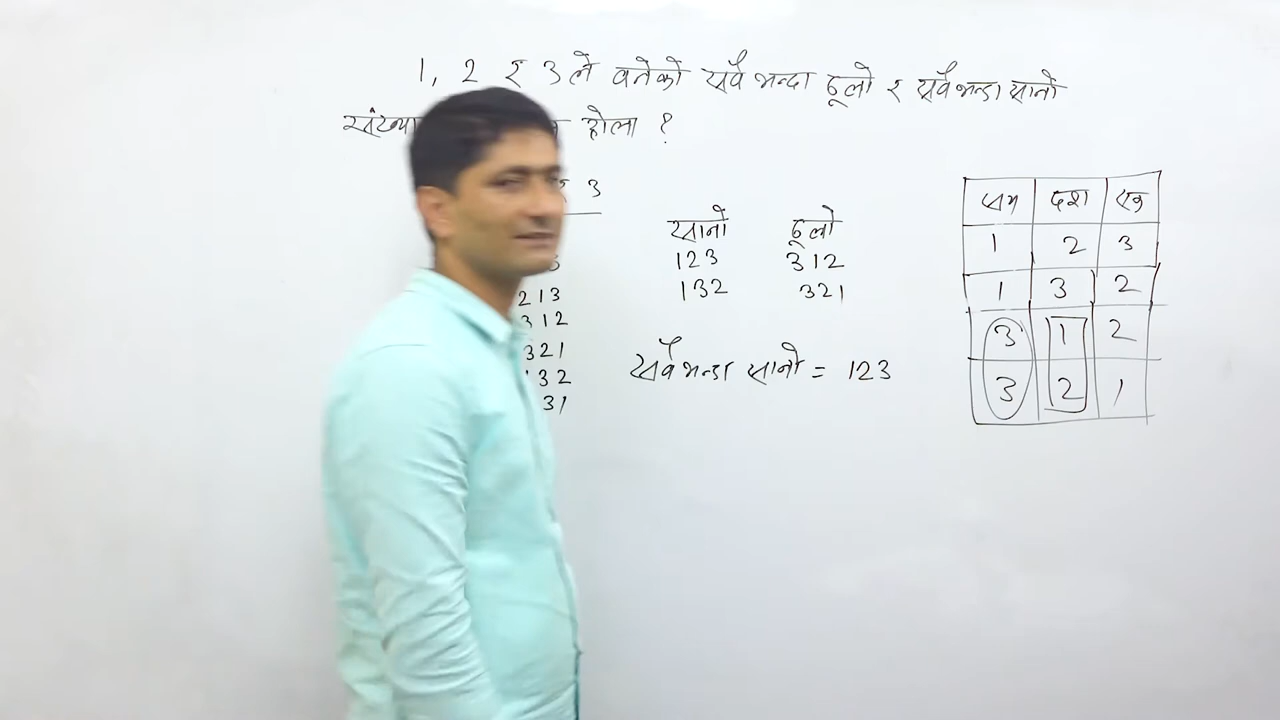 1, 2 र 3 ले बनेको सबै भन्दा ठूलो र सबै भन्दा सानो
संख्या होला ?
3
213
312
321
132
31
सानो ठूलो
123 312
132 321
सबै भन्दा सानो = 123
सय दश एक
1 2 3
1 3 2
3 1 2
3 2 1